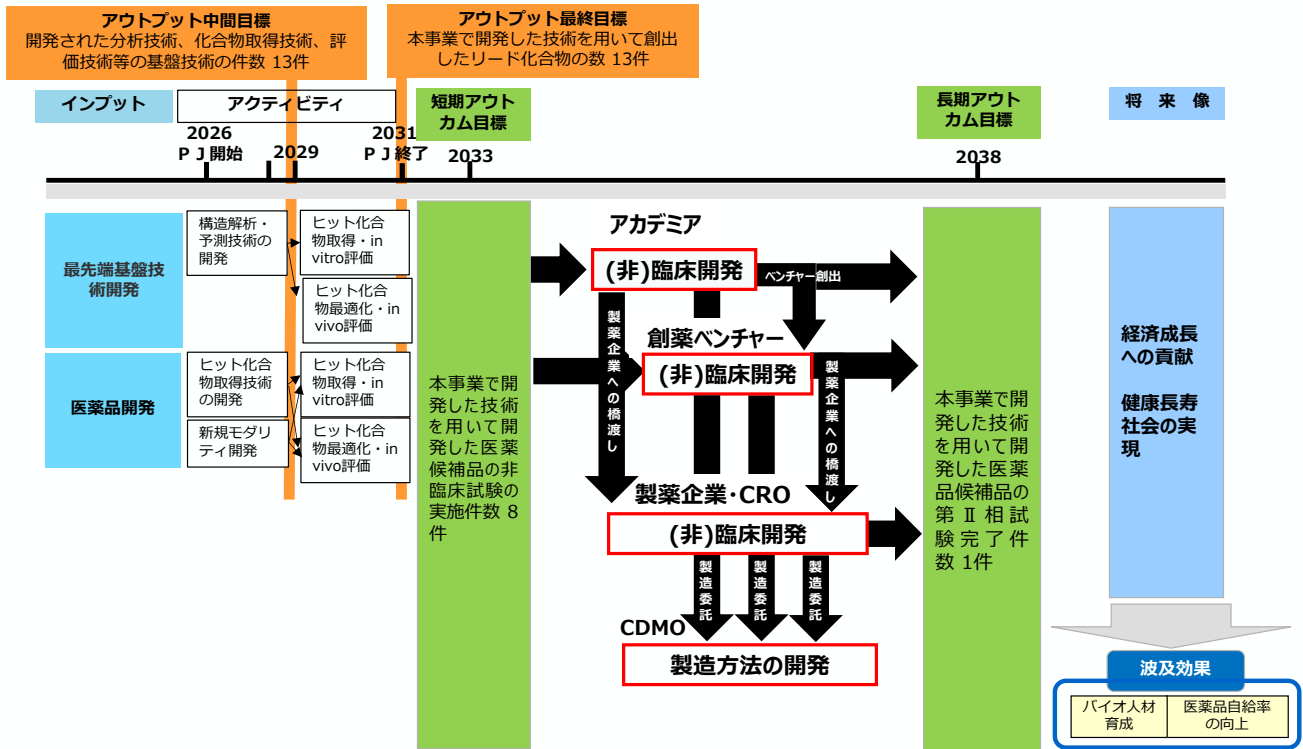 アウトプット中間目標
開発された分析技術、化合物取得技術、評
価技術等の基盤技術の件数 13件
アウトプット最終目標
本事業で開発した技術を用いて創出
したリード化合物の数 13件
インプット
アクティビティ
短期アウト
カム目標
長期アウト
カム目標
将 来 像
2026
ＰＪ開始
2029
2031
ＰＪ終了
2033
2038
最先端基盤技
術開発
医薬品開発
構造解析・
予測技術の
開発
ヒット化合
物取得・in
vitro評価
ヒット化合
物最適化・in
vivo評価
ヒット化合
物取得技術
の開発
新規モダリ
ティ開発
ヒット化合
物取得・in
vitro評価
ヒット化合
物最適化・in
vivo評価
本事業で開
発した技術
を用いて開
発した医薬
候補品の非
臨床試験の
実施件数 8
件
アカデミア
(非)臨床開発
ベンチャー創出
製薬企業への橋渡し
創薬ベンチャー
(非)臨床開発
製薬企業への橋渡し
製薬企業・CRO
(非)臨床開発
製造委託
製造委託
製造委託
CDMO
製造方法の開発
本事業で開
発した技術
を用いて開
発した医薬
品候補品の
第Ⅱ相試
験完了件
数 1件
経済成長
への貢献
健康長寿
社会の実
現
波及効果
バイオ人材
育成
医薬品自給率
の向上